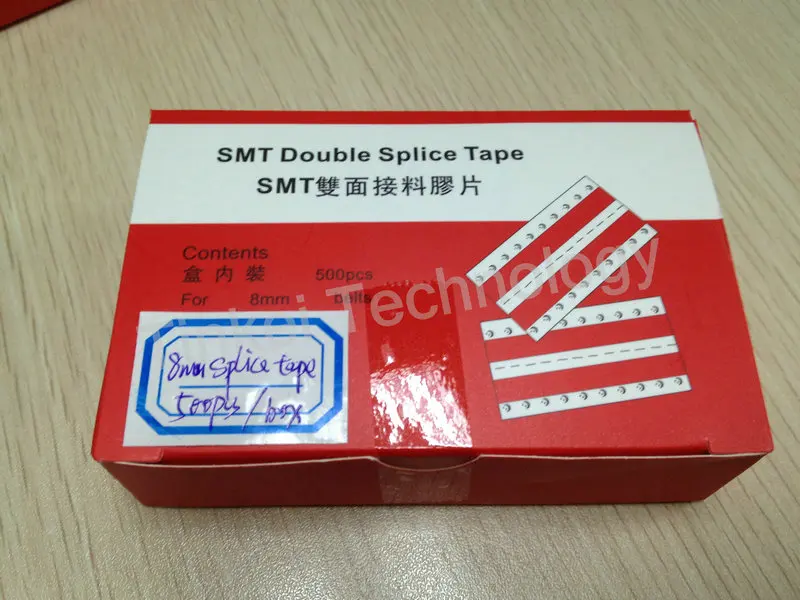 SMT Double Splice Tape
SMT雙面接料膠片
Contents
盒内裝 500pcs
For 8mm belts
8mm splice tape
500pcs/box
Technology